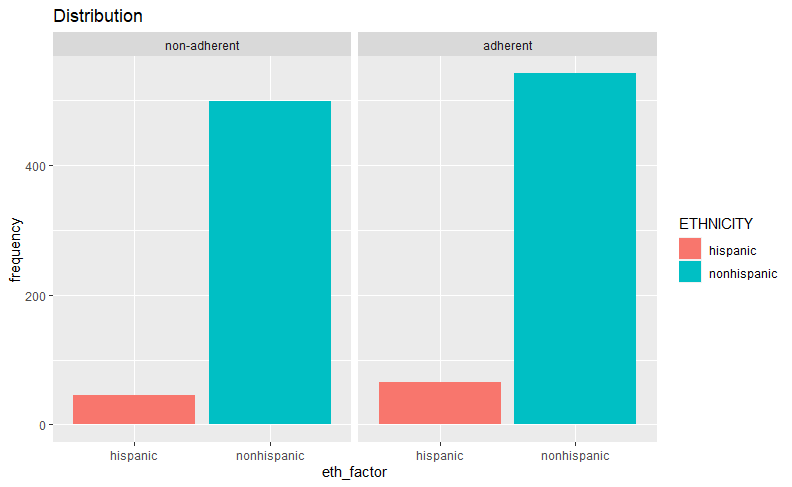 Distribution
non-adherent
adherent
frequency
400
200
0
hispanic
nonhispanic
hispanic
nonhispanic
eth_factor
ETHNICITY
hispanic
nonhispanic